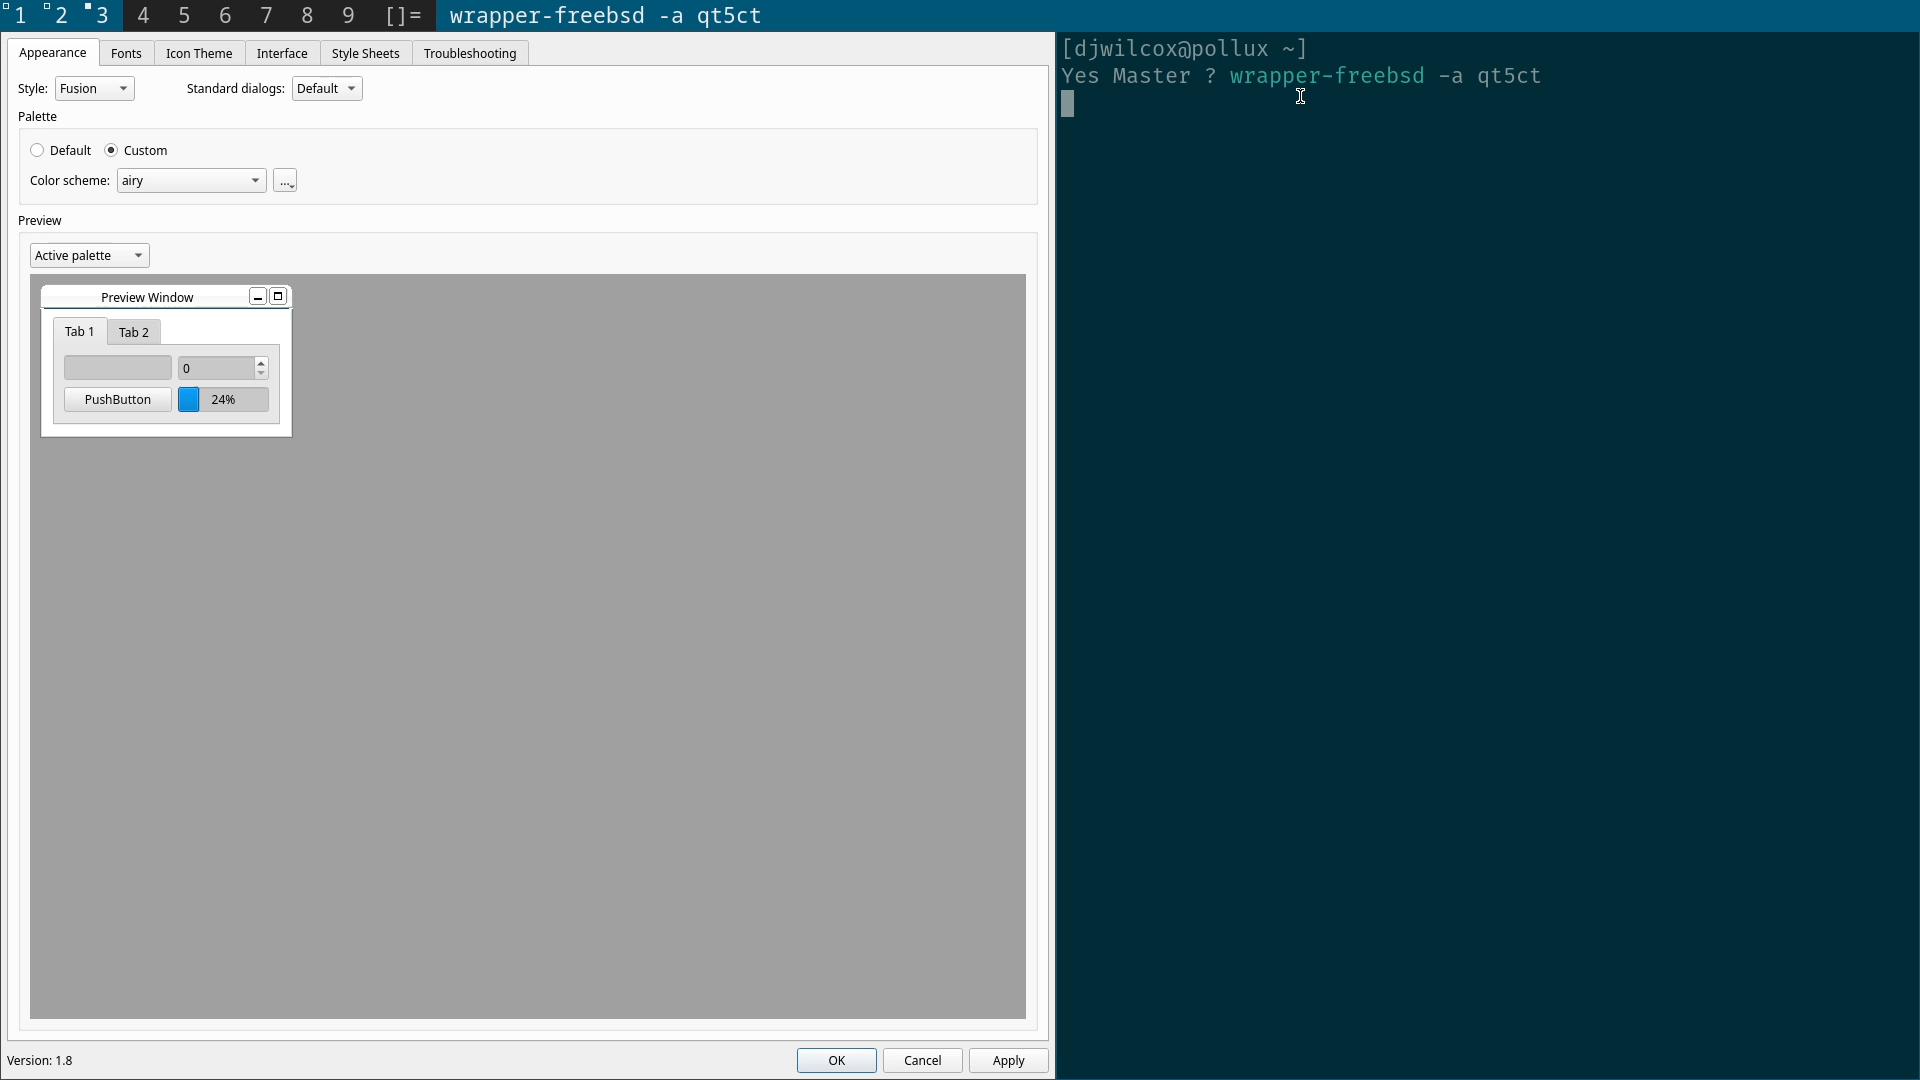 1 2 3 4 5 6 7 8 9 []= wrapper-freebsd -a qt5ct
Appearance Fonts Icon Theme Interface Style Sheets Troubleshooting
Style: Fusion Standard dialogs: Default
Palette
Default Custom
Color scheme: airy ...
Preview
Active palette
Preview Window
Tab 1 Tab 2
0
PushButton 24%
Version: 1.8 OK Cancel Apply
[djwilcox@pollux ~]
Yes Master ? wrapper-freebsd -a qt5ct